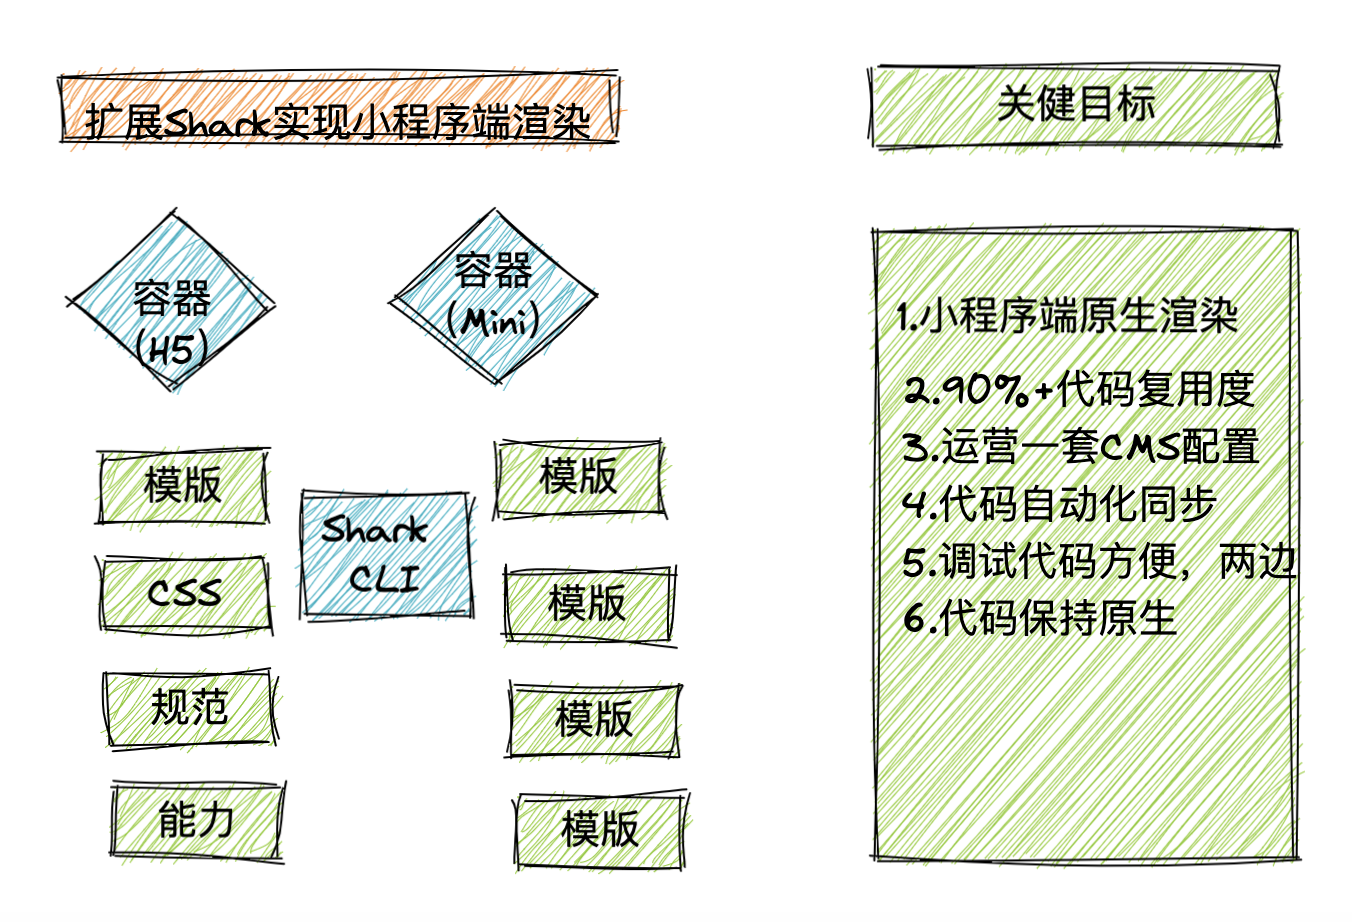 扩展Shark实现小程序端渲染
容器
(H5)
容器
(Mini)
模版
CSS
规范
能力
Shark
CLI
模版
模版
模版
模版
关健目标
1.小程序端原生渲染
2.90%+代码复用度
3.运营一套CMS配置
4.代码自动化同步
5.调试代码方便，两边
6.代码保持原生